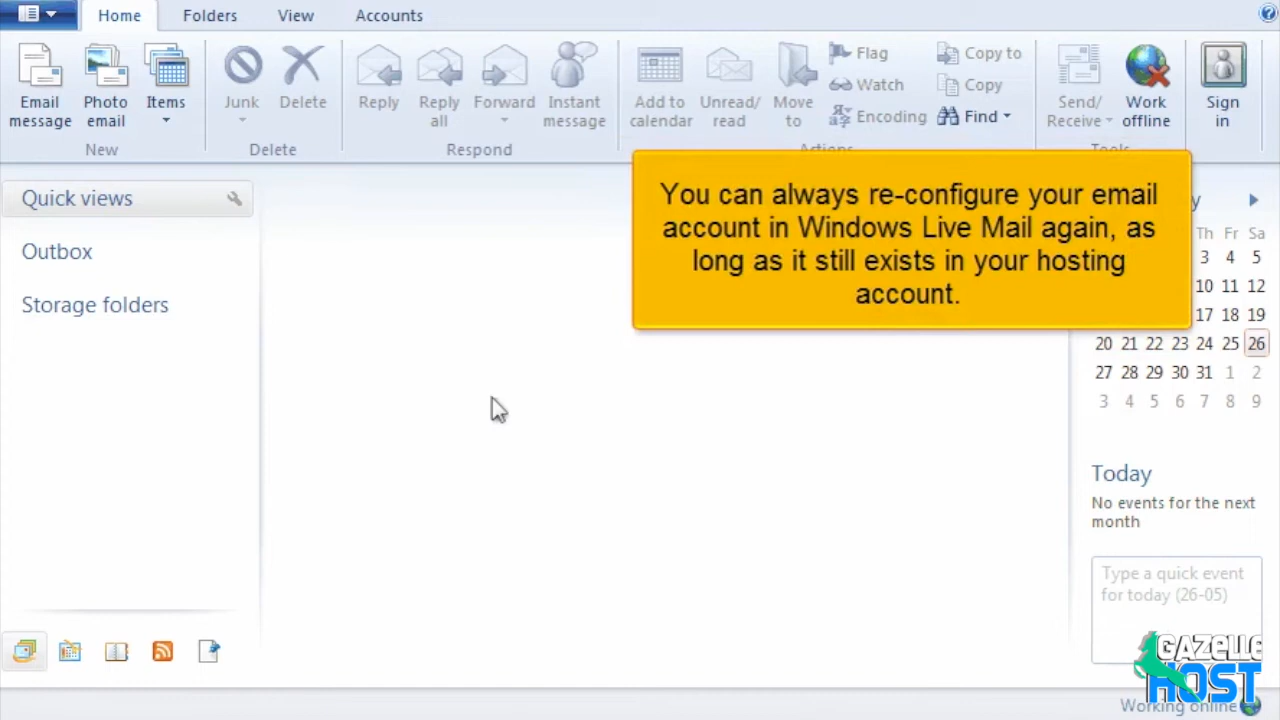 Home Folders View Accounts
Email message
Photo email
Items
Junk
Delete
Reply
Reply all
Forward
Instant message
Add to calendar
Unread/ read
Move to
Flag
Watch
Encoding
Copy to
Copy
Find
Send/ Receive
Work offline
Sign in
New
Delete
Respond
Actions
Tools
You can always re-configure your email
account in Windows Live Mail again, as
long as it still exists in your hosting
account.
Quick views
Outbox
Storage folders
y
Th Fr Sa
3 4 5
10 11 12
17 18 19
20 21 22 23 24 25 26
27 28 29 30 31 1 2
3 4 5 6 7 8 9
Today
No events for the next
month
Type a quick event
for today (26-05)
GAZELLE
HOST
Working online